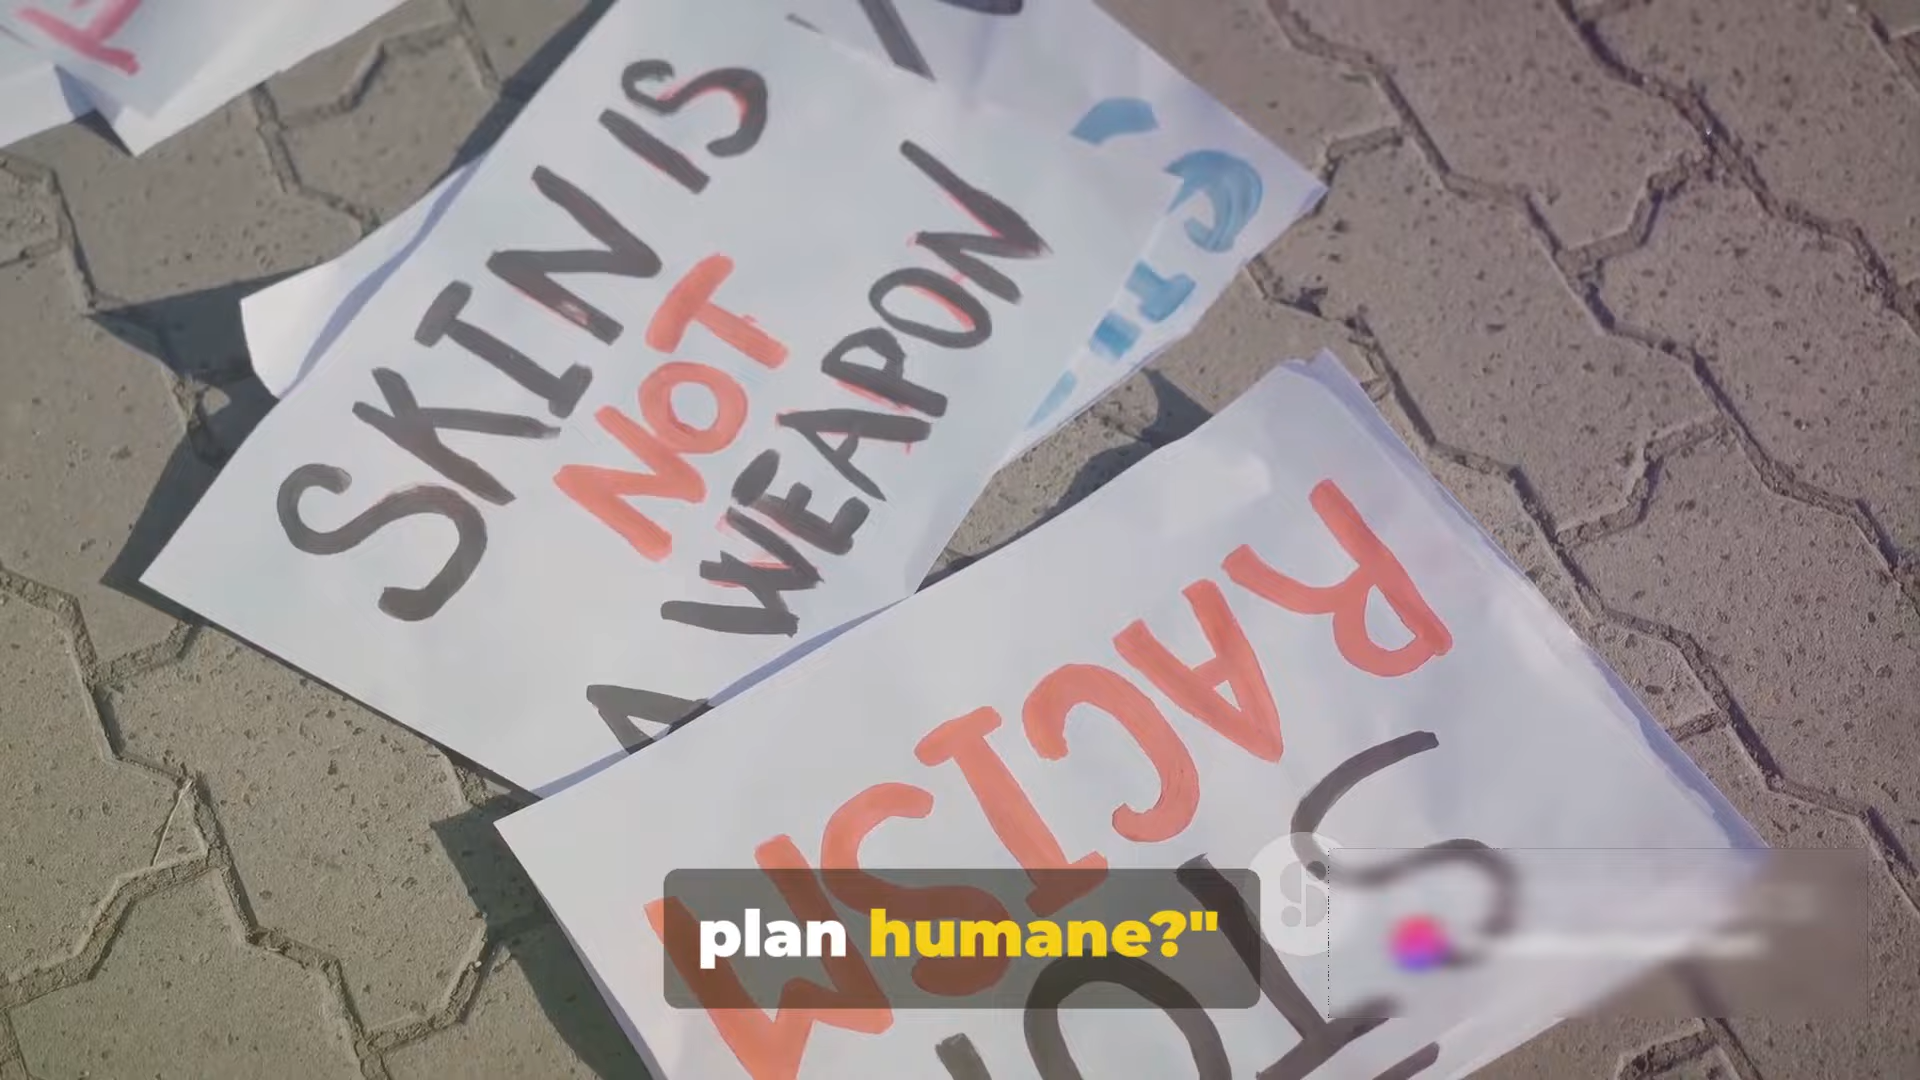 SKIN IS
NOT
A WEAPON
STOP
RACISM
plan humane?"